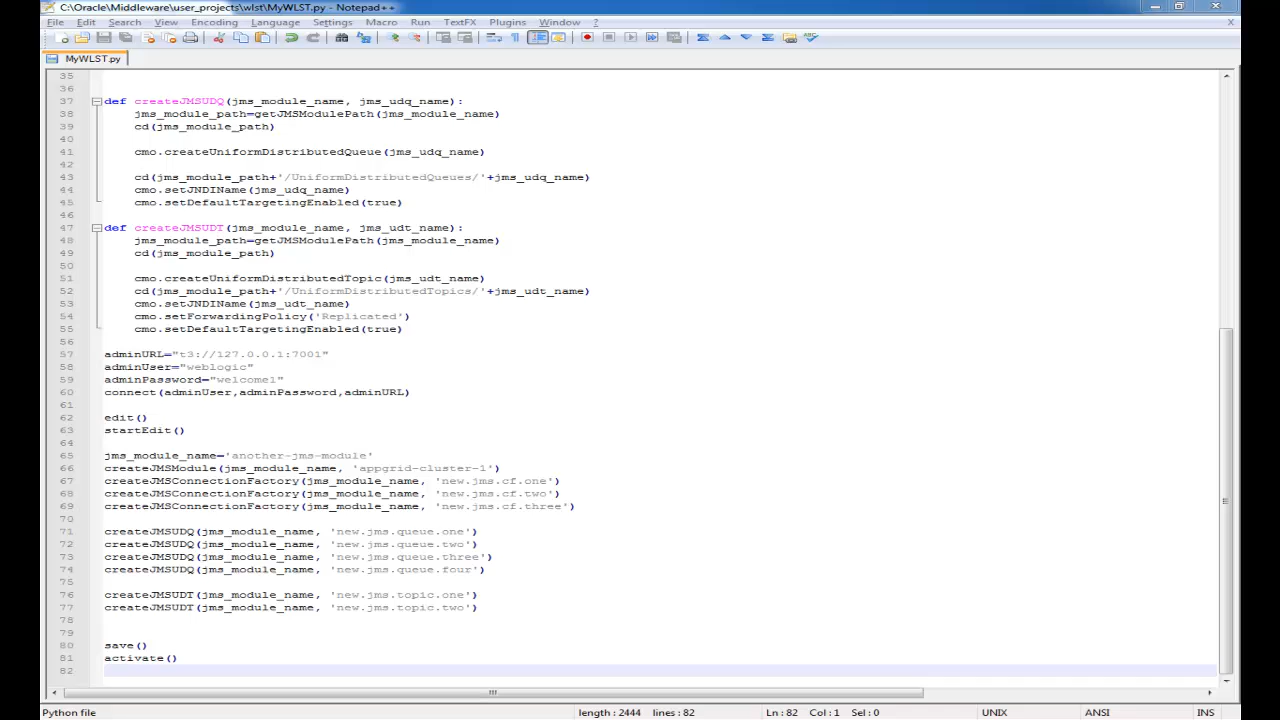 C:\Oracle\Middleware\user_projects\wlst\MyWLST.py - Notepad++
File Edit Search View Encoding Language Settings Macro Run TextFX Plugins Window ? X
MyWLST.py
35
36
37 def createJMSUDQ(jms_module_name, jms_udq_name):
38 jms_module_path=getJMSModulePath(jms_module_name)
39 cd(jms_module_path)
40
41 cmo.createUniformDistributedQueue(jms_udq_name)
42
43 cd(jms_module_path+'/UniformDistributedQueues/'+jms_udq_name)
44 cmo.setJNDIName(jms_udq_name)
45 cmo.setDefaultTargetingEnabled(true)
46
47 def createJMSUDT(jms_module_name, jms_udt_name):
48 jms_module_path=getJMSModulePath(jms_module_name)
49 cd(jms_module_path)
50
51 cmo.createUniformDistributedTopic(jms_udt_name)
52 cd(jms_module_path+'/UniformDistributedTopics/'+jms_udt_name)
53 cmo.setJNDIName(jms_udt_name)
54 cmo.setForwardingPolicy('Replicated')
55 cmo.setDefaultTargetingEnabled(true)
56
57 adminURL="t3://127.0.0.1:7001"
58 adminUser="weblogic"
59 adminPassword="welcome1"
60 connect(adminUser,adminPassword,adminURL)
61
62 edit()
63 startEdit()
64
65 jms_module_name='another-jms-module'
66 createJMSModule(jms_module_name, 'appgrid-cluster-1')
67 createJMSConnectionFactory(jms_module_name, 'new.jms.cf.one')
68 createJMSConnectionFactory(jms_module_name, 'new.jms.cf.two')
69 createJMSConnectionFactory(jms_module_name, 'new.jms.cf.three')
70
71 createJMSUDQ(jms_module_name, 'new.jms.queue.one')
72 createJMSUDQ(jms_module_name, 'new.jms.queue.two')
73 createJMSUDQ(jms_module_name, 'new.jms.queue.three')
74 createJMSUDQ(jms_module_name, 'new.jms.queue.four')
75
76 createJMSUDT(jms_module_name, 'new.jms.topic.one')
77 createJMSUDT(jms_module_name, 'new.jms.topic.two')
78
79
80 save()
81 activate()
82
Python file length : 2444 lines : 82 Ln : 82 Col : 1 Sel : 0 UNIX ANSI INS